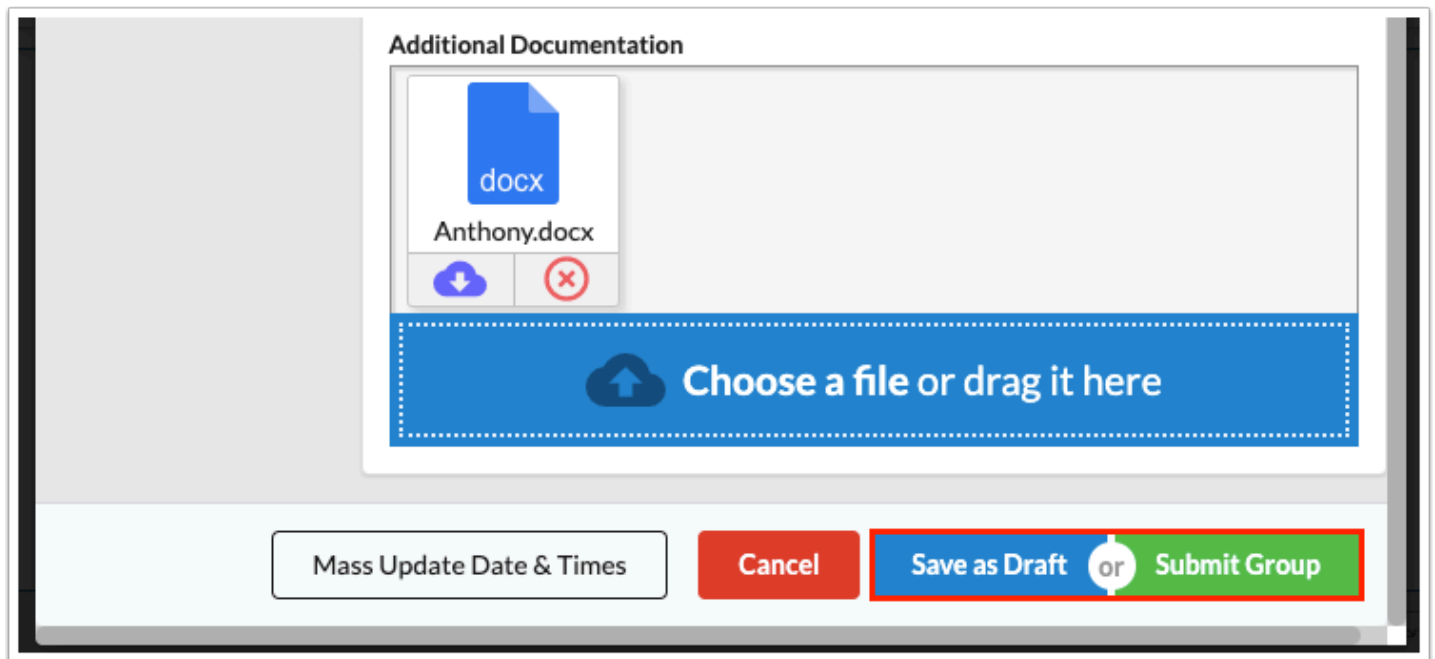 Additional Documentation
docx
Anthony.docx
Choose a file or drag it here
Mass Update Date & Times
Cancel
Save as Draft or Submit Group